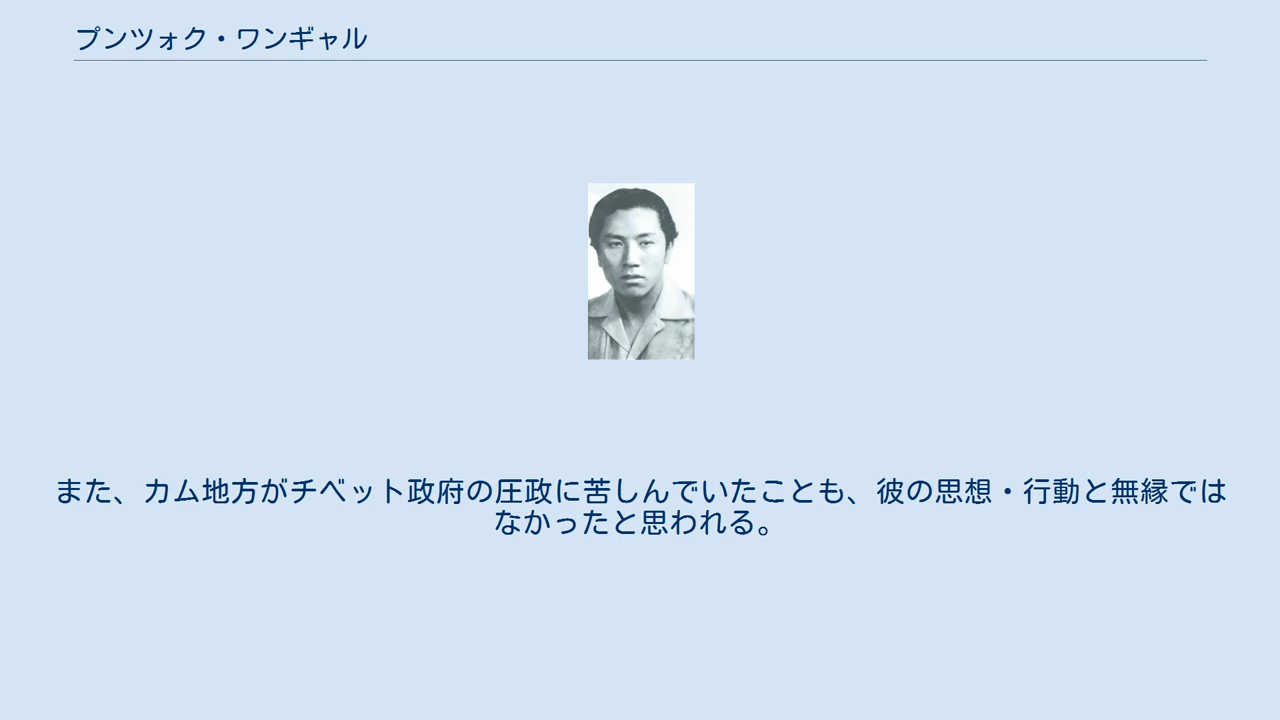 プンツォク・ワンギャル
また、カム地方がチベット政府の圧政に苦しんでいたことも、彼の思想・行動と無縁では
なかったと思われる。